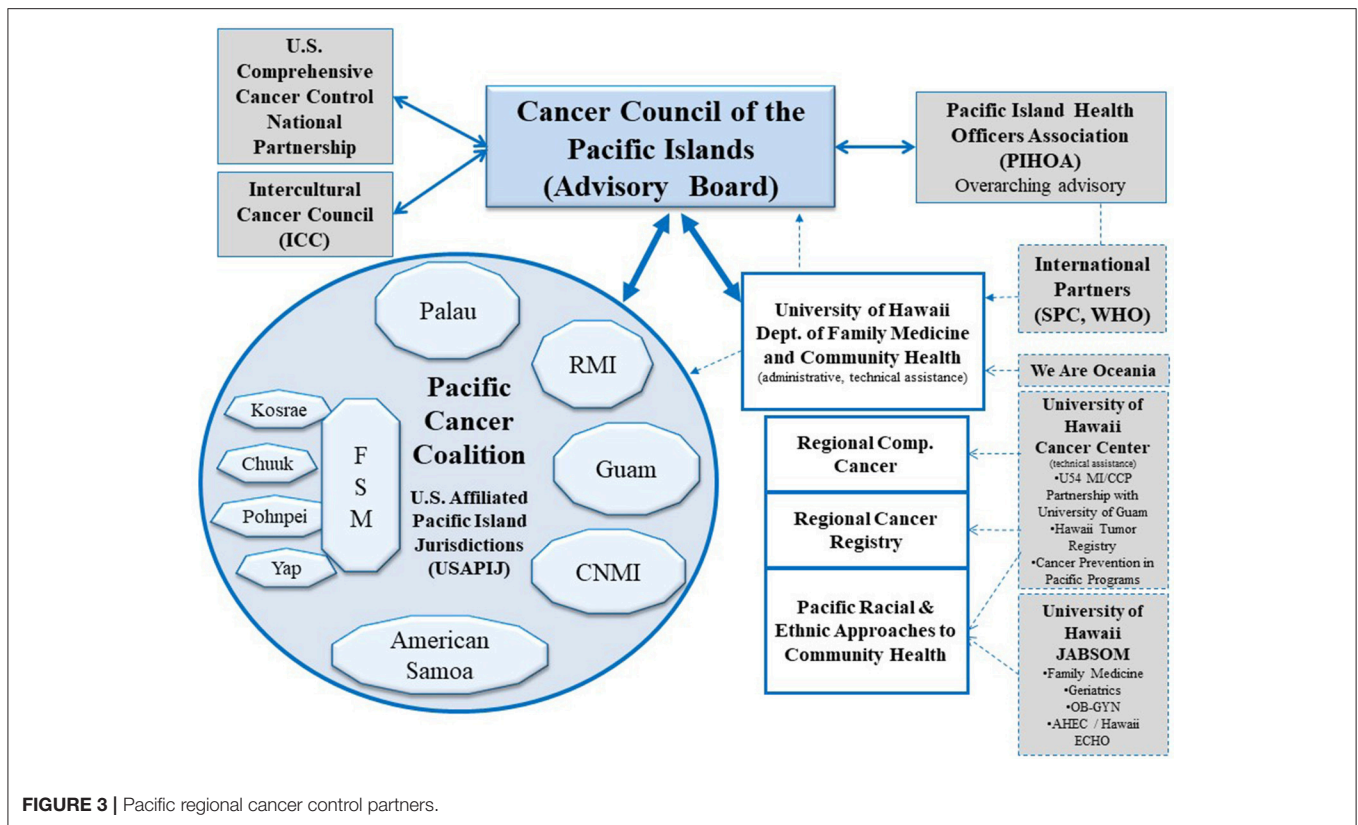 U.S.
Comprehensive
Cancer Control
National
Partnership
Intercultural
Cancer Council
(ICC)
Cancer Council of the
Pacific Islands
(Advisory Board)
Pacific Island Health
Officers Association
(PIHOA)
Overarching advisory
International
Partners
(SPC, WHO)
University of Hawaii
Dept. of Family Medicine
and Community Health
(administrative, technical assistance)
We Are Oceania
Palau
RMI
Pacific
Cancer
Coalition
U.S. Affiliated
Pacific Island
Jurisdictions
(USAPIJ)
Guam
CNMI
American
Samoa
Kosrae
Chuuk
Pohnpei
Yap
F
S
M
Regional Comp.
Cancer
Regional Cancer
Registry
Pacific Racial &
Ethnic Approaches to
Community Health
University of
Hawaii
Cancer Center
(technical assistance)
•U54 MI/CCP
Partnership with
University of Guam
•Hawaii Tumor
Registry
•Cancer Prevention in
Pacific Programs
University of
Hawaii
JABSOM
•Family Medicine
•Geriatrics
•OB-GYN
•AHEC / Hawaii
ECHO
FIGURE 3 | Pacific regional cancer control partners.